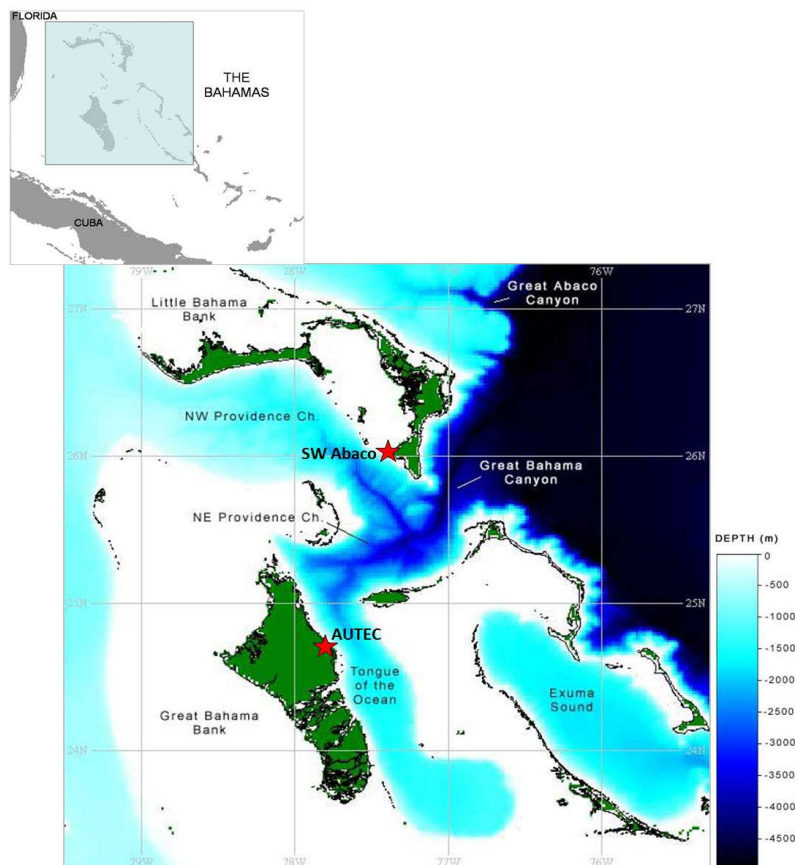 FLORIDA
THE
BAHAMAS
CUBA
79W
78W
77W
76W
Great Abaco
Canyon
27N
27N
Little Bahama
Bank
NW Providence Ch.
SW Abaco
26N
26N
Great Bahama
Canyon
NE Providence Ch.
DEPTH (m)
0
-500
-1000
-1500
-2000
-2500
-3000
-3500
-4000
-4500
25N
25N
AUTEC
Tongue
of the
Ocean
Exuma
Sound
Great Bahama
Bank
24N
24N
79W
78W
77W
76W